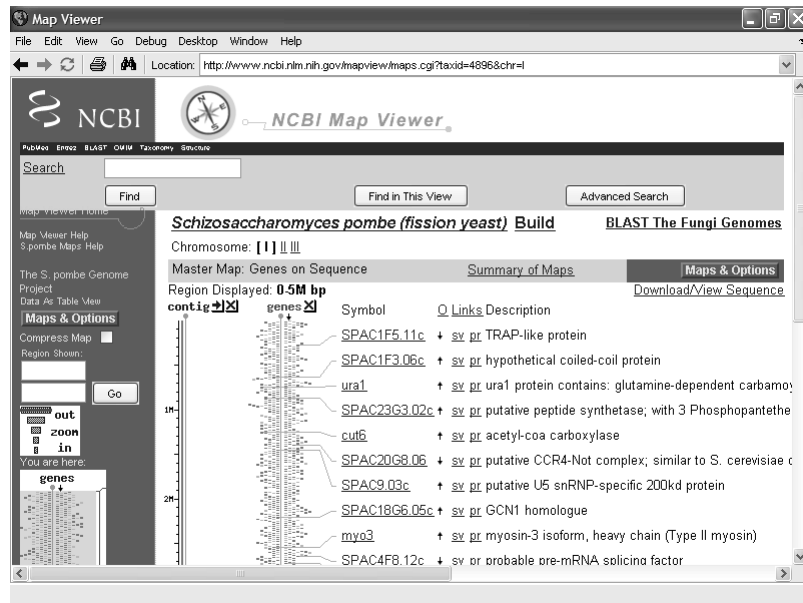 Map Viewer
File Edit View Go Debug Desktop Window Help
Location: http://www.ncbi.nlm.nih.gov/mapview/maps.cgi?taxid=4896&chr=I
NCBI
NCBI Map Viewer
PubMed Entrez BLAST OMIM Taxonomy Structure
Search
Find Find in This View Advanced Search
Map Viewer Home
Map Viewer Help
S.pombe Maps Help
The S. pombe Genome
Project
Data As Table View
Maps & Options
Compress Map
Region Shown:
Go
out
zoom
in
You are here:
genes
Schizosaccharomyces pombe (fission yeast) Build BLAST The Fungi Genomes
Chromosome: [ I ] II III
Master Map: Genes on Sequence Summary of Maps Maps & Options
Region Displayed: 0-5M bp Download/View Sequence
contig genes Symbol O Links Description
SPAC1F5.11c sv pr TRAP-like protein
SPAC1F3.06c sv pr hypothetical coiled-coil protein
ura1 sv pr ura1 protein contains: glutamine-dependent carbamoy
1M SPAC23G3.02c sv pr putative peptide synthetase; with 3 Phosphopantethe
cut6 sv pr acetyl-coa carboxylase
SPAC20G8.06 sv pr putative CCR4-Not complex; similar to S. cerevisiae
SPAC9.03c sv pr putative U5 snRNP-specific 200kd protein
2M SPAC18G6.05c sv pr GCN1 homologue
myo3 sv pr myosin-3 isoform, heavy chain (Type II myosin)
SPAC4F8.12c sv pr probable pre-mRNA splicing factor